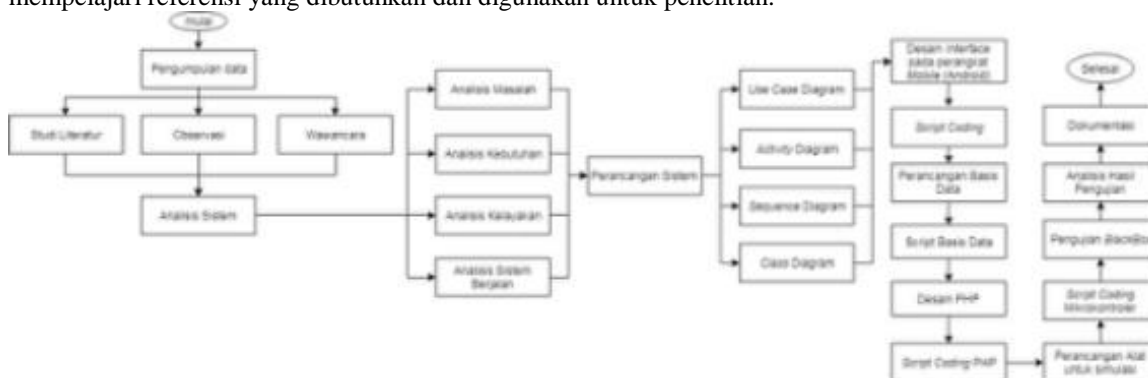 mempelajari referensi yang dibutuhkan dan digunakan untuk penelitian.
mulai
Pengumpulan data
Studi Literatur
Observasi
Wawancara
Analisis Sistem
Analisis Masalah
Analisis Kebutuhan
Analisis Kelayakan
Analisis Sistem
Berjalan
Perancangan Sistem
Use Case Diagram
Activity Diagram
Sequence Diagram
Class Diagram
Desain Interface
pada perangkat
Mobile (Android)
Script Coding
Perancangan Basis
Data
Script Basis Data
Desain PHP
Script Coding PHP
Perancangan Alat
untuk simulasi
Script Coding
Mikrokontroler
Pengujian BlackBox
Analisis Hasil
Pengujian
Dokumentasi
Selesai